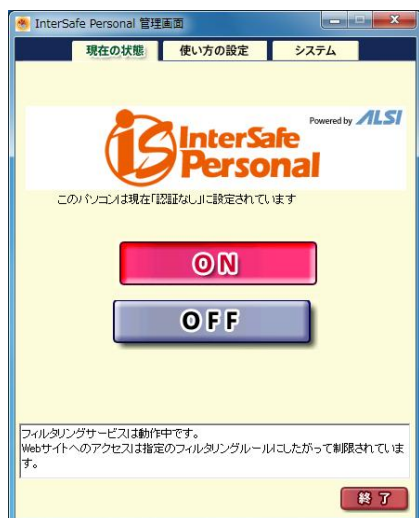 InterSafe Personal 管理画面
現在の状態 使い方の設定 システム
Powered by ALSI
iS InterSafe
Personal
このパソコンは現在「認証なし」に設定されています
ON
OFF
フィルタリングサービスは動作中です。
Webサイトへのアクセスは指定のフィルタリングルールにしたがって制限されていま
す。
終了